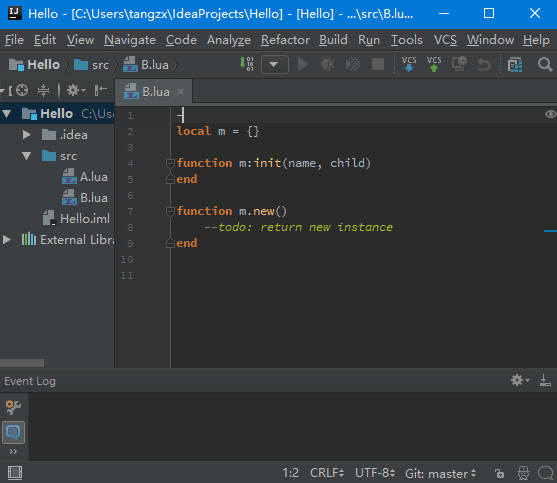 Hello - [C:\Users\tangzx\IdeaProjects\Hello] - [Hello] - ...\src\B.lu...
File Edit View Navigate Code Analyze Refactor Build Run Tools VCS Window Help
Hello src B.lua VCS VCS
B.lua
Hello C:\Use
.idea
src
A.lua
B.lua
Hello.iml
External Libra
1 -
2 local m = {}
3
4 function m:init(name, child)
5 end
6
7 function m.new()
8 --todo: return new instance
9 end
10
11
Event Log
1:2 CRLF UTF-8 Git: master